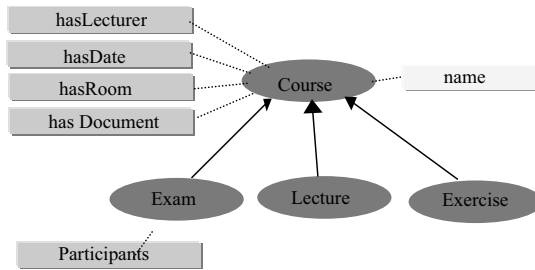 hasLecturer
hasDate
hasRoom
has Document
Course
name
Exam
Lecture
Exercise
Participants